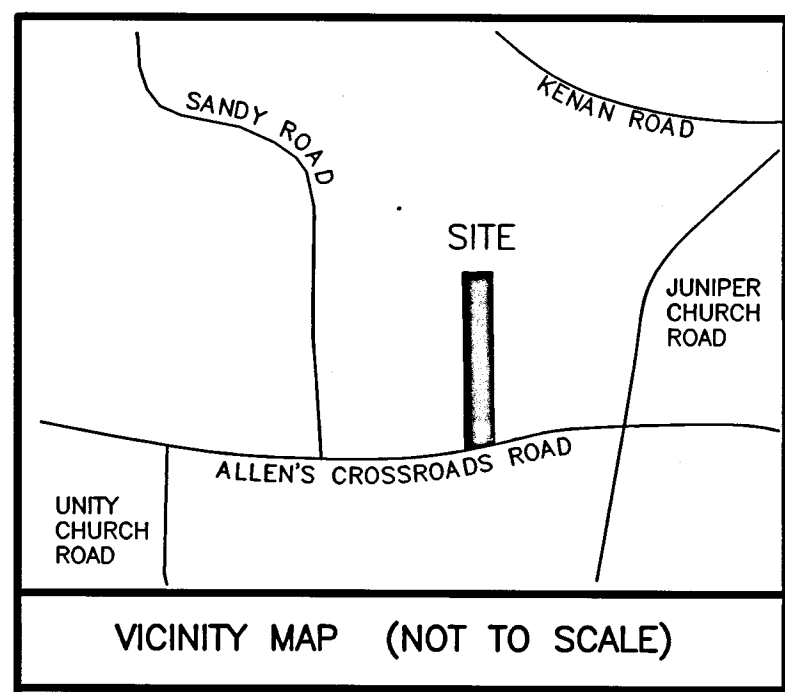 SANDY ROAD
KENAN ROAD
SITE
JUNIPER
CHURCH
ROAD
ALLEN'S CROSSROADS ROAD
UNITY
CHURCH
ROAD
VICINITY MAP (NOT TO SCALE)